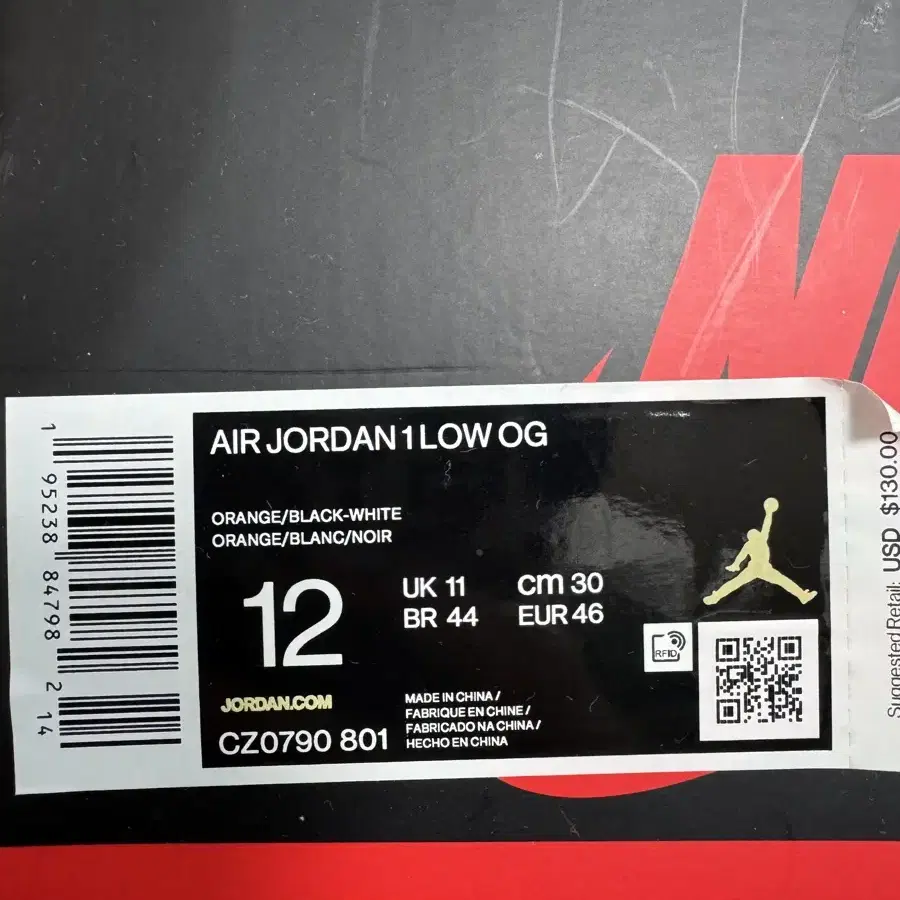 AIR JORDAN 1 LOW OG
ORANGE/BLACK-WHITE
ORANGE/BLANC/NOIR
12
UK 11
cm 30
BR 44
EUR 46
RFID
JORDAN.COM
CZ0790 801
MADE IN CHINA /
FABRIQUE EN CHINE /
FABRICADO NA CHINA /
HECHO EN CHINA
1 95238 84798 2 14
Suggested Retail: USD $130.00